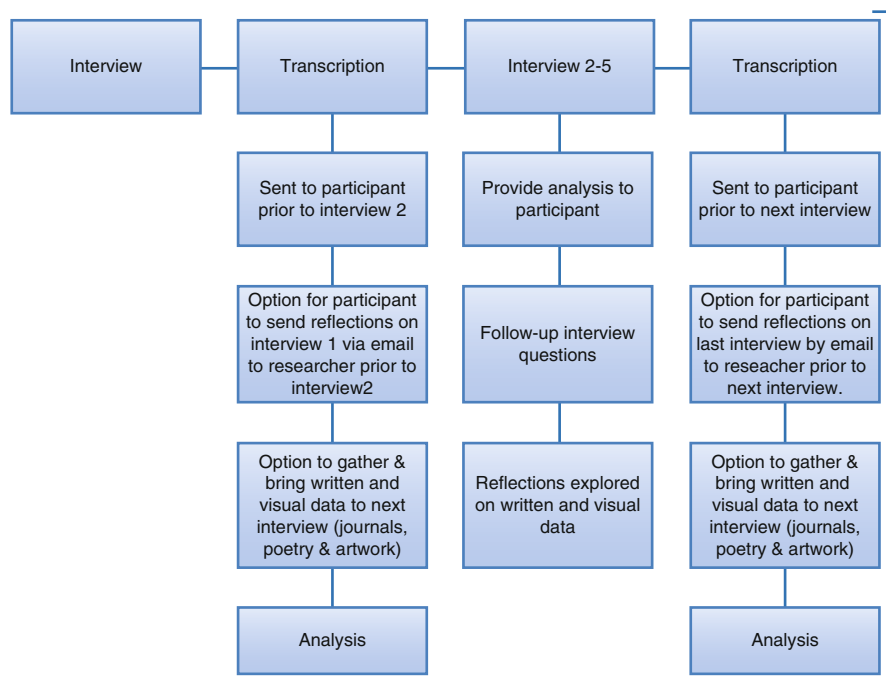 Interview
Transcription
Interview 2-5
Transcription
Sent to participant
prior to interview 2
Provide analysis to
participant
Sent to participant
prior to next interview
Option for participant
to send reflections on
interview 1 via email
to researcher prior to
interview2
Follow-up interview
questions
Option for participant
to send reflections on
last interview by email
to reseacher prior to
next interview.
Option to gather &
bring written and
visual data to next
interview (journals,
poetry & artwork)
Reflections explored
on written and visual
data
Option to gather &
bring written and
visual data to next
interview (journals,
poetry & artwork)
Analysis
Analysis